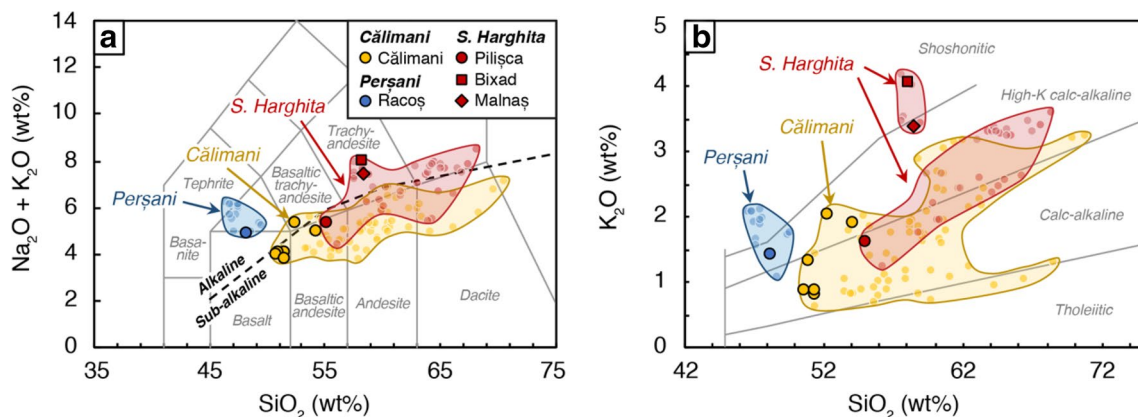 a
Na2O + K2O (wt%)
14
12
10
8
6
4
2
0
35
45
55
65
75
SiO2 (wt%)
Călimani
Călimani
Perșani
Racoș
S. Harghita
Pilișca
Bixad
Malnaș
S. Harghita
Călimani
Perșani
Trachy-
andesite
Basaltic
trachy-
andesite
Tephrite
Basa-
nite
Alkaline
Sub-alkaline
Basalt
Basaltic
andesite
Andesite
Dacite
b
K2O (wt%)
5
4
3
2
1
0
42
52
62
72
SiO2 (wt%)
Shoshonitic
S. Harghita
High-K calc-alkaline
Călimani
Perșani
Calc-alkaline
Tholeiitic